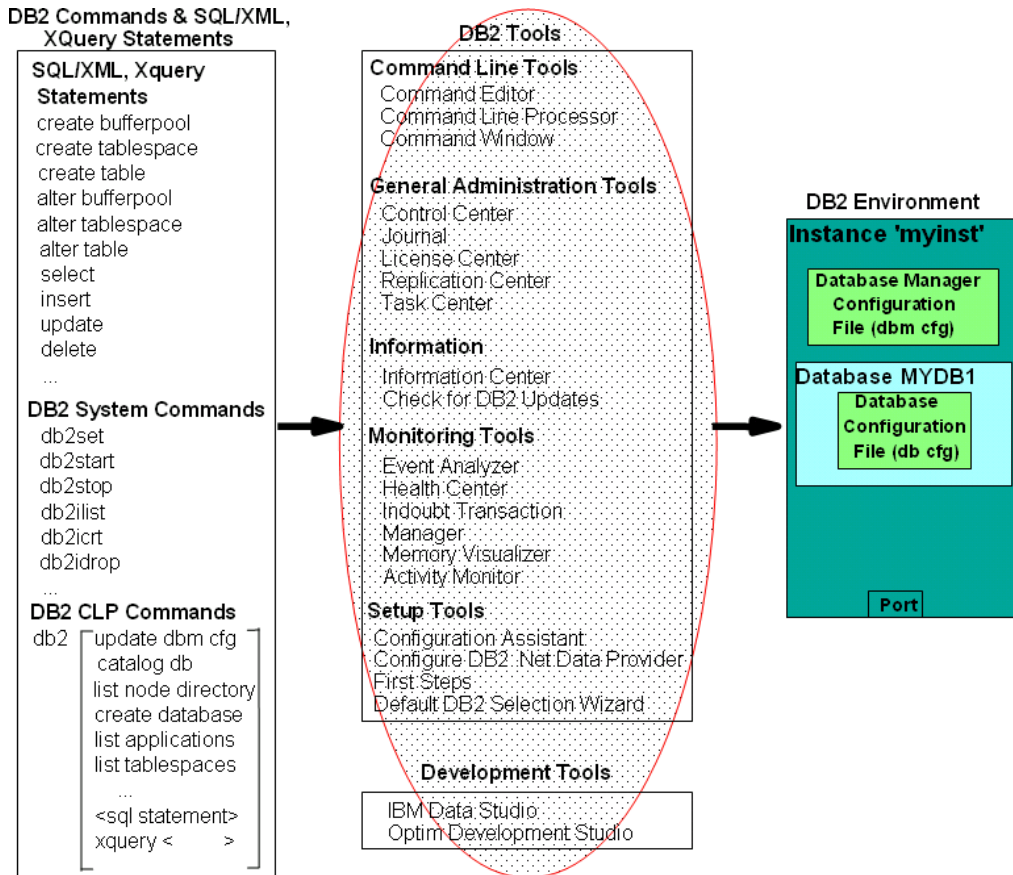 DB2 Commands & SQL/XML,
XQuery Statements
SQL/XML, Xquery
Statements
create bufferpool
create tablespace
create table
alter bufferpool
alter tablespace
alter table
select
insert
update
delete
...
DB2 System Commands
db2set
db2start
db2stop
db2ilist
db2icrt
db2idrop
...
DB2 CLP Commands
db2
update dbm cfg
catalog db
list node directory
create database
list applications
list tablespaces
...
<sql statement>
xquery < >
DB2 Tools
Command Line Tools
Command Editor
Command Line Processor
Command Window
General Administration Tools
Control Center
Journal
License Center
Replication Center
Task Center
Information
Information Center
Check for DB2 Updates
Monitoring Tools
Event Analyzer
Health Center
Indoubt Transaction
Manager
Memory Visualizer
Activity Monitor
Setup Tools
Configuration Assistant
Configure DB2 .Net Data Provider
First Steps
Default DB2 Selection Wizard
Development Tools
IBM Data Studio
Optim Development Studio
DB2 Environment
Instance 'myinst'
Database Manager
Configuration
File (dbm cfg)
Database MYDB1
Database
Configuration
File (db cfg)
Port